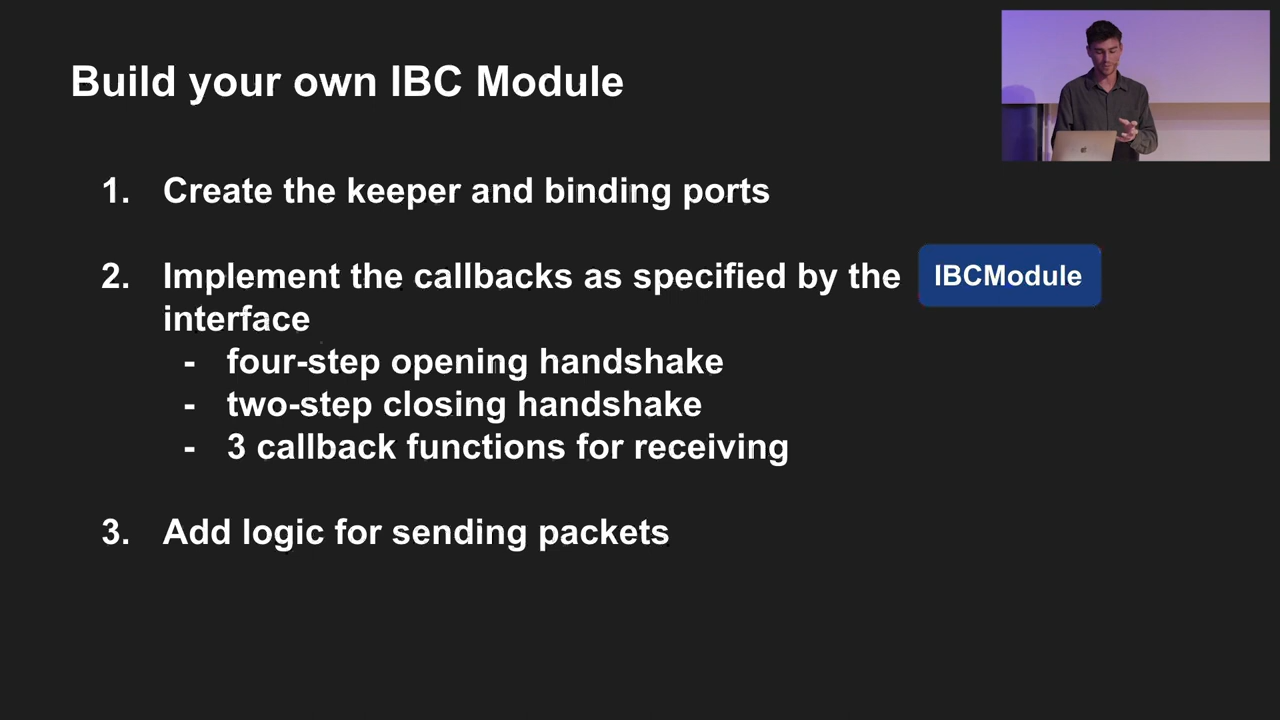 Build your own IBC Module
1. Create the keeper and binding ports
2. Implement the callbacks as specified by the IBCModule
interface
- four-step opening handshake
- two-step closing handshake
- 3 callback functions for receiving
3. Add logic for sending packets